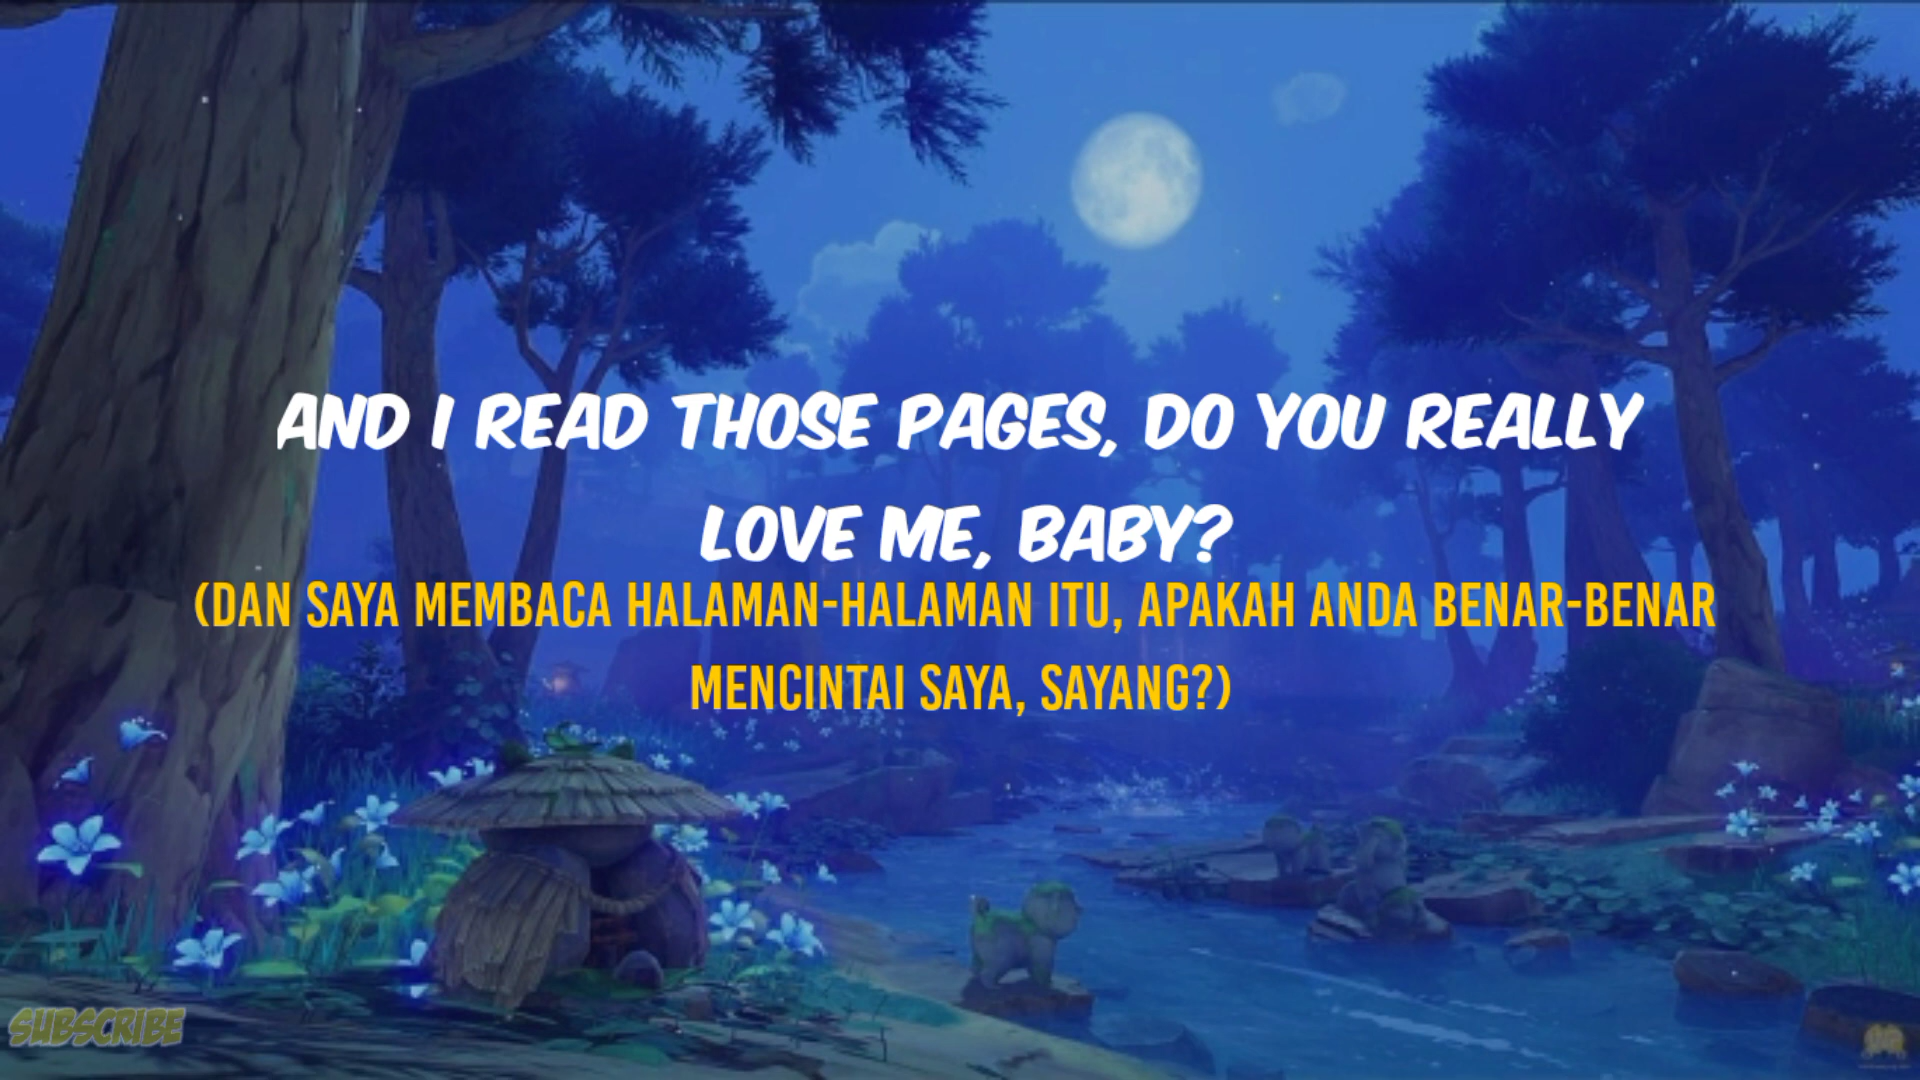 AND I READ THOSE PAGES, DO YOU REALLY
LOVE ME, BABY?
(DAN SAYA MEMBACA HALAMAN-HALAMAN ITU, APAKAH ANDA BENAR-BENAR
MENCINTAI SAYA, SAYANG?)
SUBSCRIBE